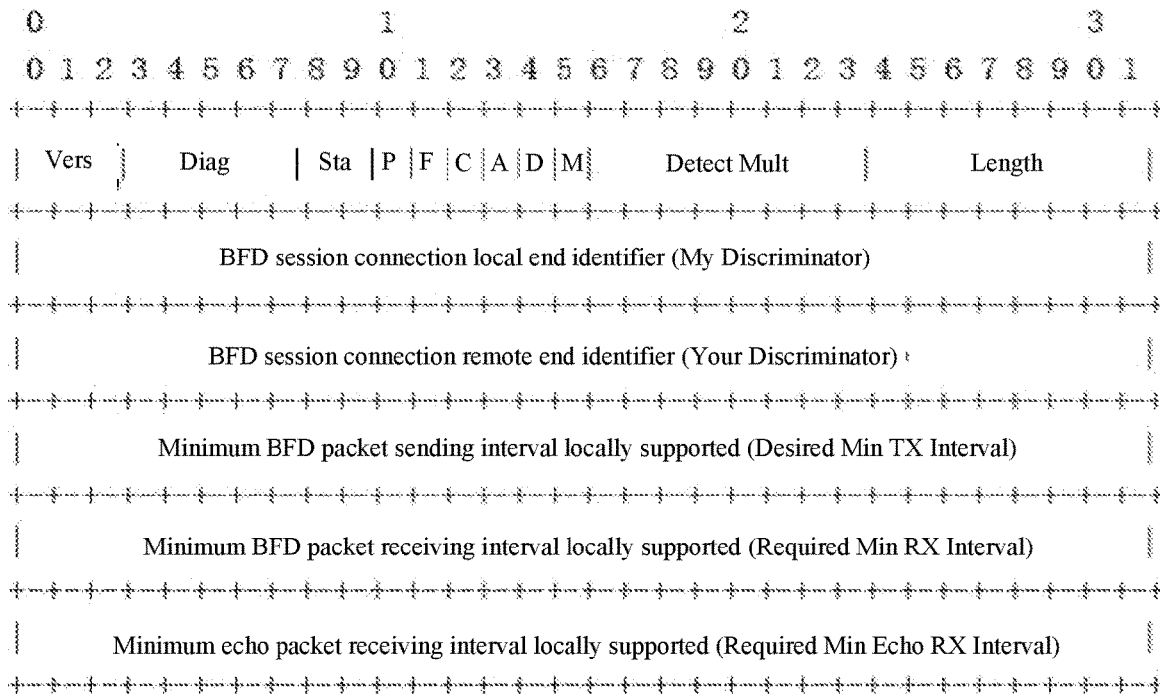 0 1 2 3
0 1 2 3 4 5 6 7 8 9 0 1 2 3 4 5 6 7 8 9 0 1 2 3 4 5 6 7 8 9 0 1
Vers Diag Sta P F C A D M Detect Mult Length
BFD session connection local end identifier (My Discriminator)
BFD session connection remote end identifier (Your Discriminator)
Minimum BFD packet sending interval locally supported (Desired Min TX Interval)
Minimum BFD packet receiving interval locally supported (Required Min RX Interval)
Minimum echo packet receiving interval locally supported (Required Min Echo RX Interval)